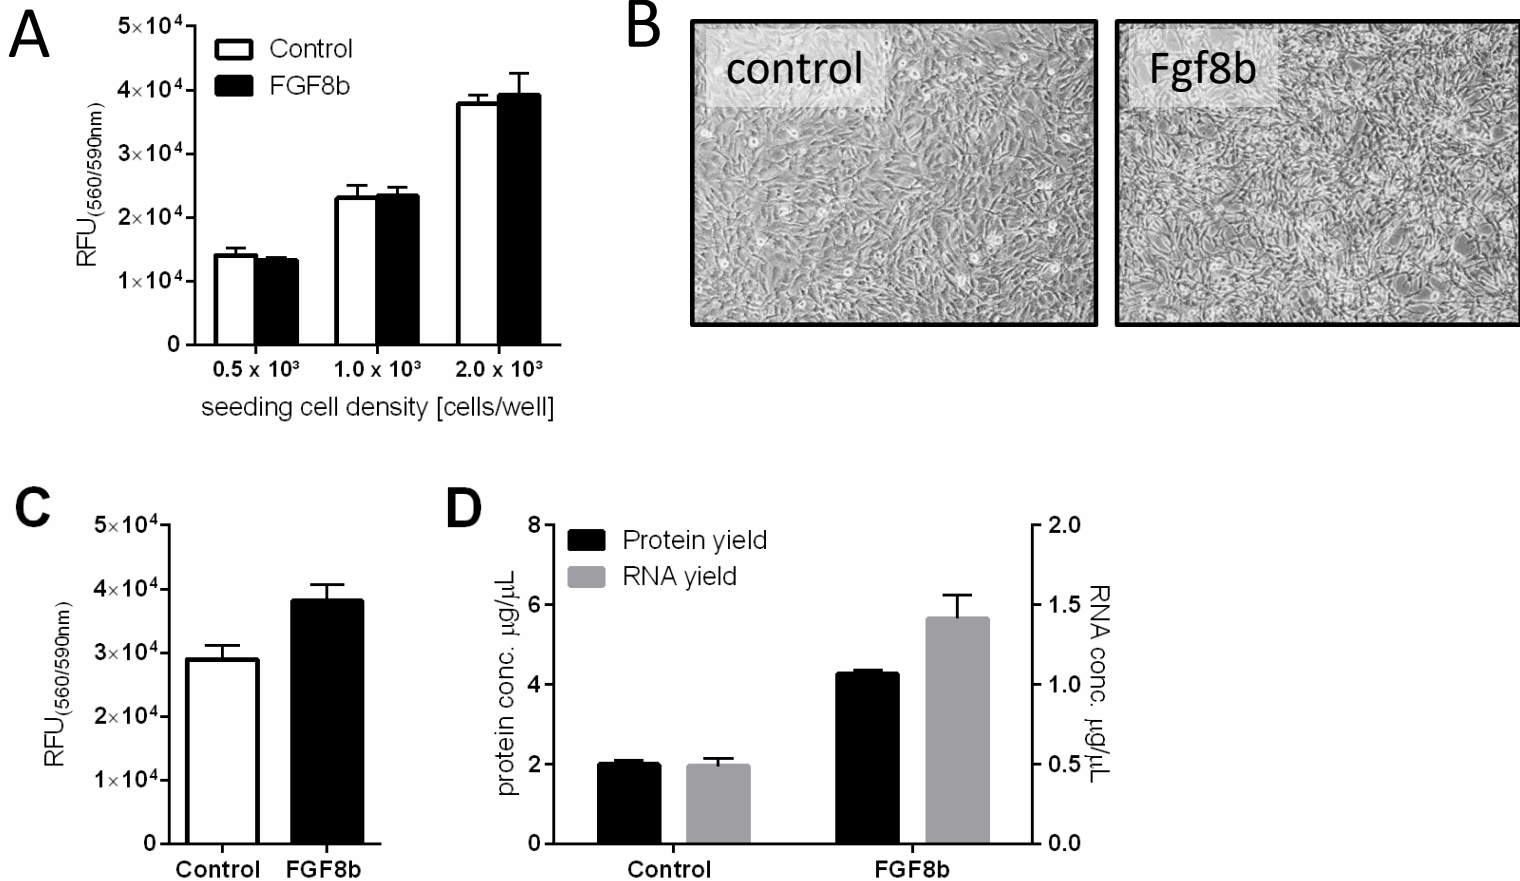 A
5×10⁴
4×10⁴
3×10⁴
2×10⁴
1×10⁴
0
RFU(560/590nm)
Control
FGF8b
0.5 x 10³
1.0 x 10³
2.0 x 10³
seeding cell density [cells/well]
B
control
Fgf8b
C
5×10⁴
4×10⁴
3×10⁴
2×10⁴
1×10⁴
0
RFU(560/590nm)
Control
FGF8b
D
8
6
4
2
0
protein conc. µg/µL
Protein yield
RNA yield
2.0
1.5
1.0
0.5
0.0
RNA conc. µg/µL
Control
FGF8b